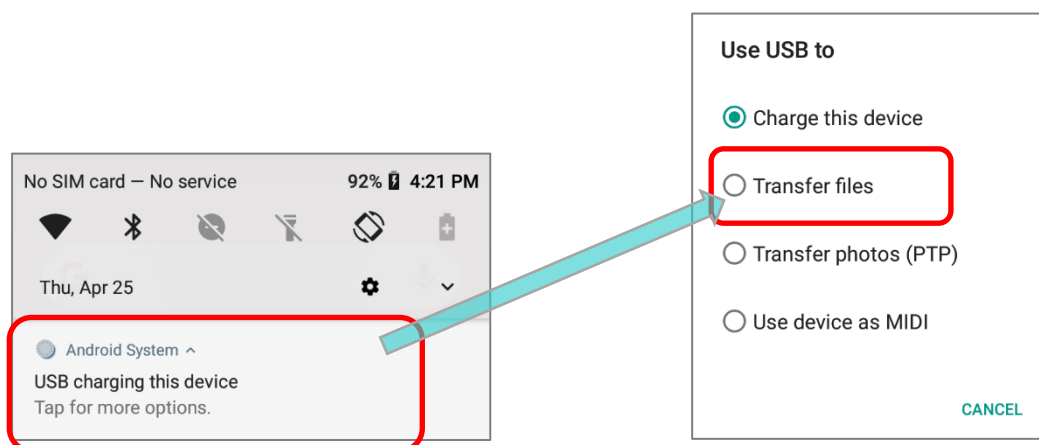 No SIM card — No service 92% 4:21 PM
Thu, Apr 25
Android System
USB charging this device
Tap for more options.
Use USB to
Charge this device
Transfer files
Transfer photos (PTP)
Use device as MIDI
CANCEL